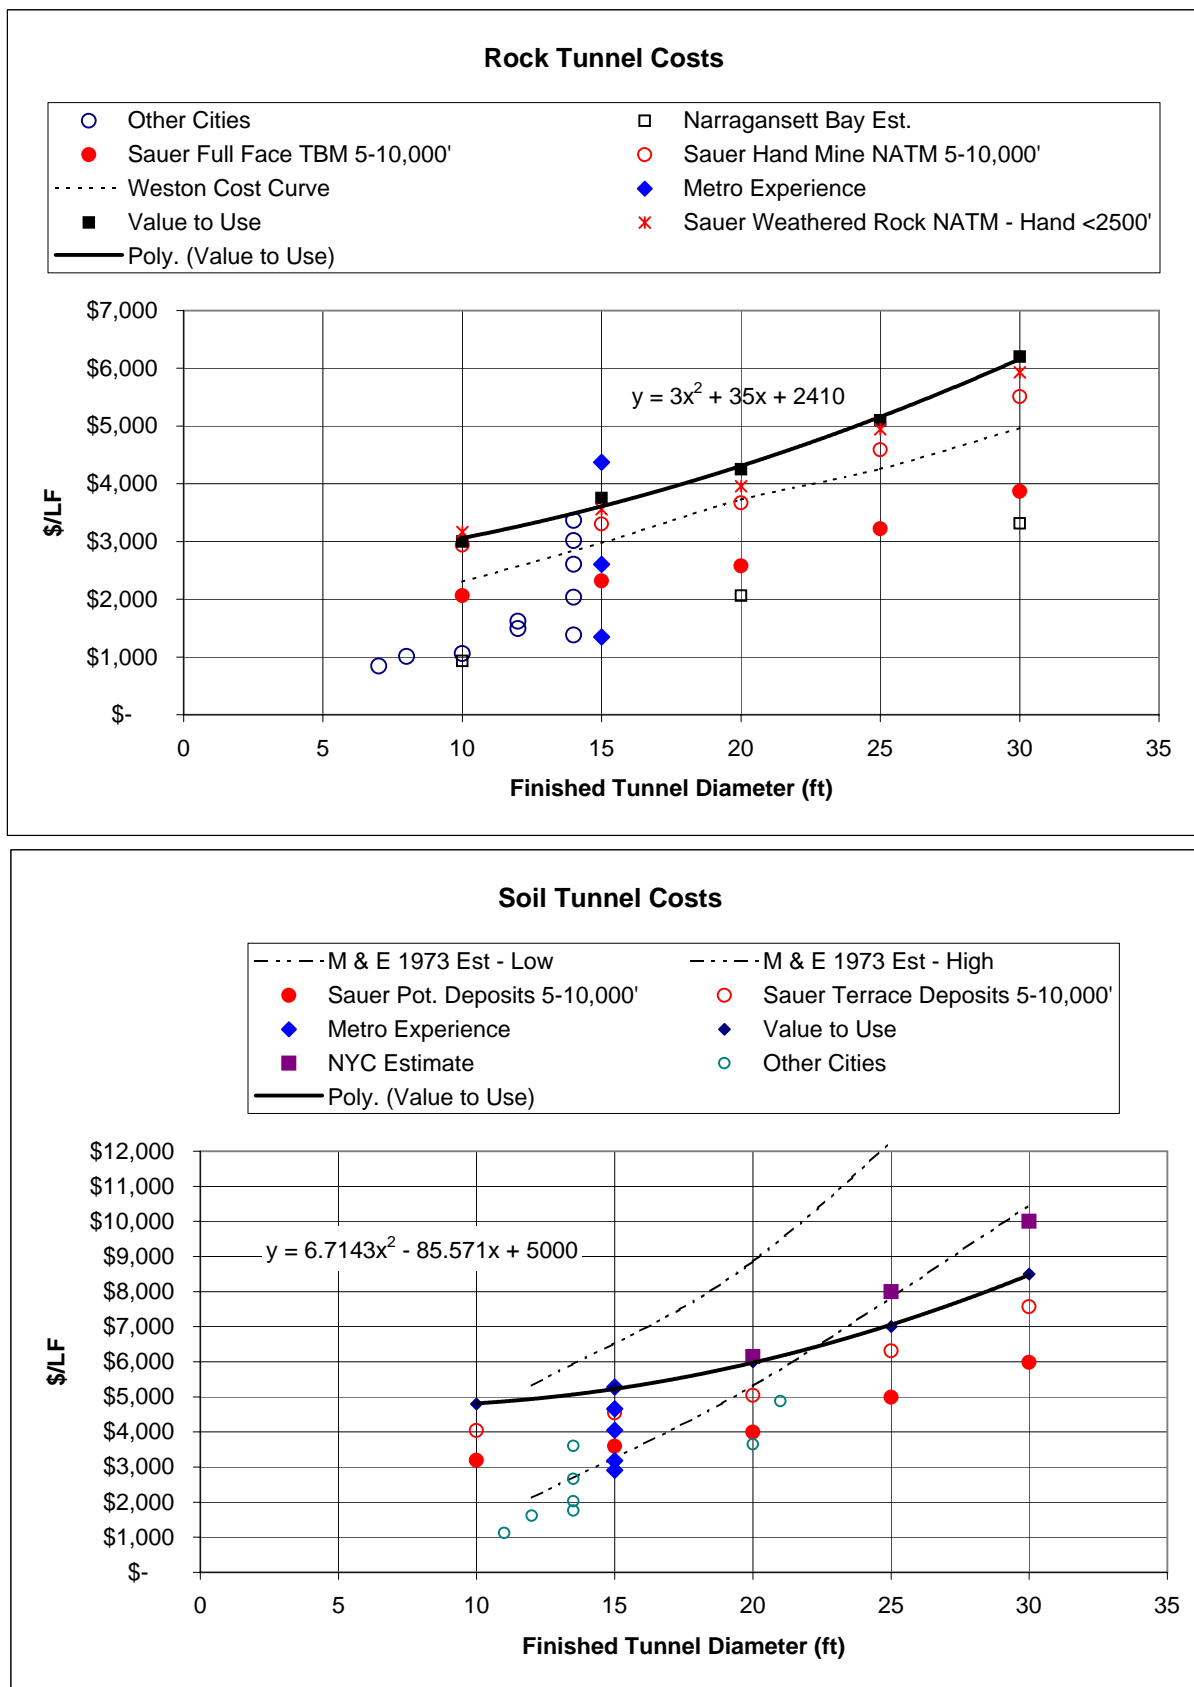 Rock Tunnel Costs
Other Cities
Narragansett Bay Est.
Sauer Full Face TBM 5-10,000'
Sauer Hand Mine NATM 5-10,000'
Weston Cost Curve
Metro Experience
Value to Use
Sauer Weathered Rock NATM - Hand <2500'
Poly. (Value to Use)
$7,000
$6,000
$5,000
$4,000
$3,000
$2,000
$1,000
$-
$/LF
y = 3x² + 35x + 2410
0 5 10 15 20 25 30 35
Finished Tunnel Diameter (ft)
Soil Tunnel Costs
M & E 1973 Est - Low
M & E 1973 Est - High
Sauer Pot. Deposits 5-10,000'
Sauer Terrace Deposits 5-10,000'
Metro Experience
Value to Use
NYC Estimate
Other Cities
Poly. (Value to Use)
$12,000
$11,000
$10,000
$9,000
$8,000
$7,000
$6,000
$5,000
$4,000
$3,000
$2,000
$1,000
$-
$/LF
y = 6.7143x² - 85.571x + 5000
0 5 10 15 20 25 30 35
Finished Tunnel Diameter (ft)